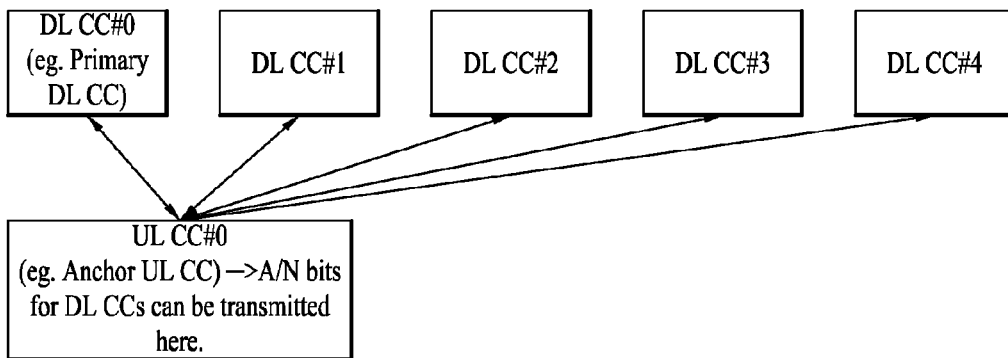 DL CC#0
(eg. Primary
DL CC)
DL CC#1
DL CC#2
DL CC#3
DL CC#4
UL CC#0
(eg. Anchor UL CC) —>A/N bits
for DL CCs can be transmitted
here.